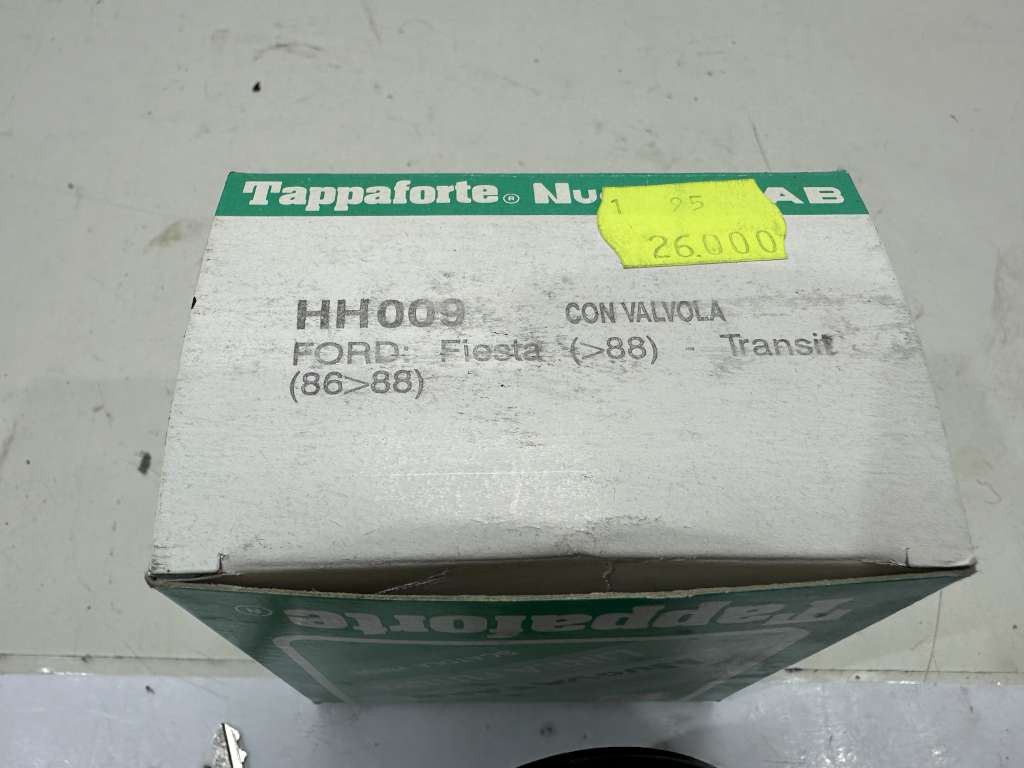 Tappaforte® Nu AB
1 95
26.000
HH009 CON VALVOLA
FORD: Fiesta (>88) - Transit
(86>88)
Tappaforte